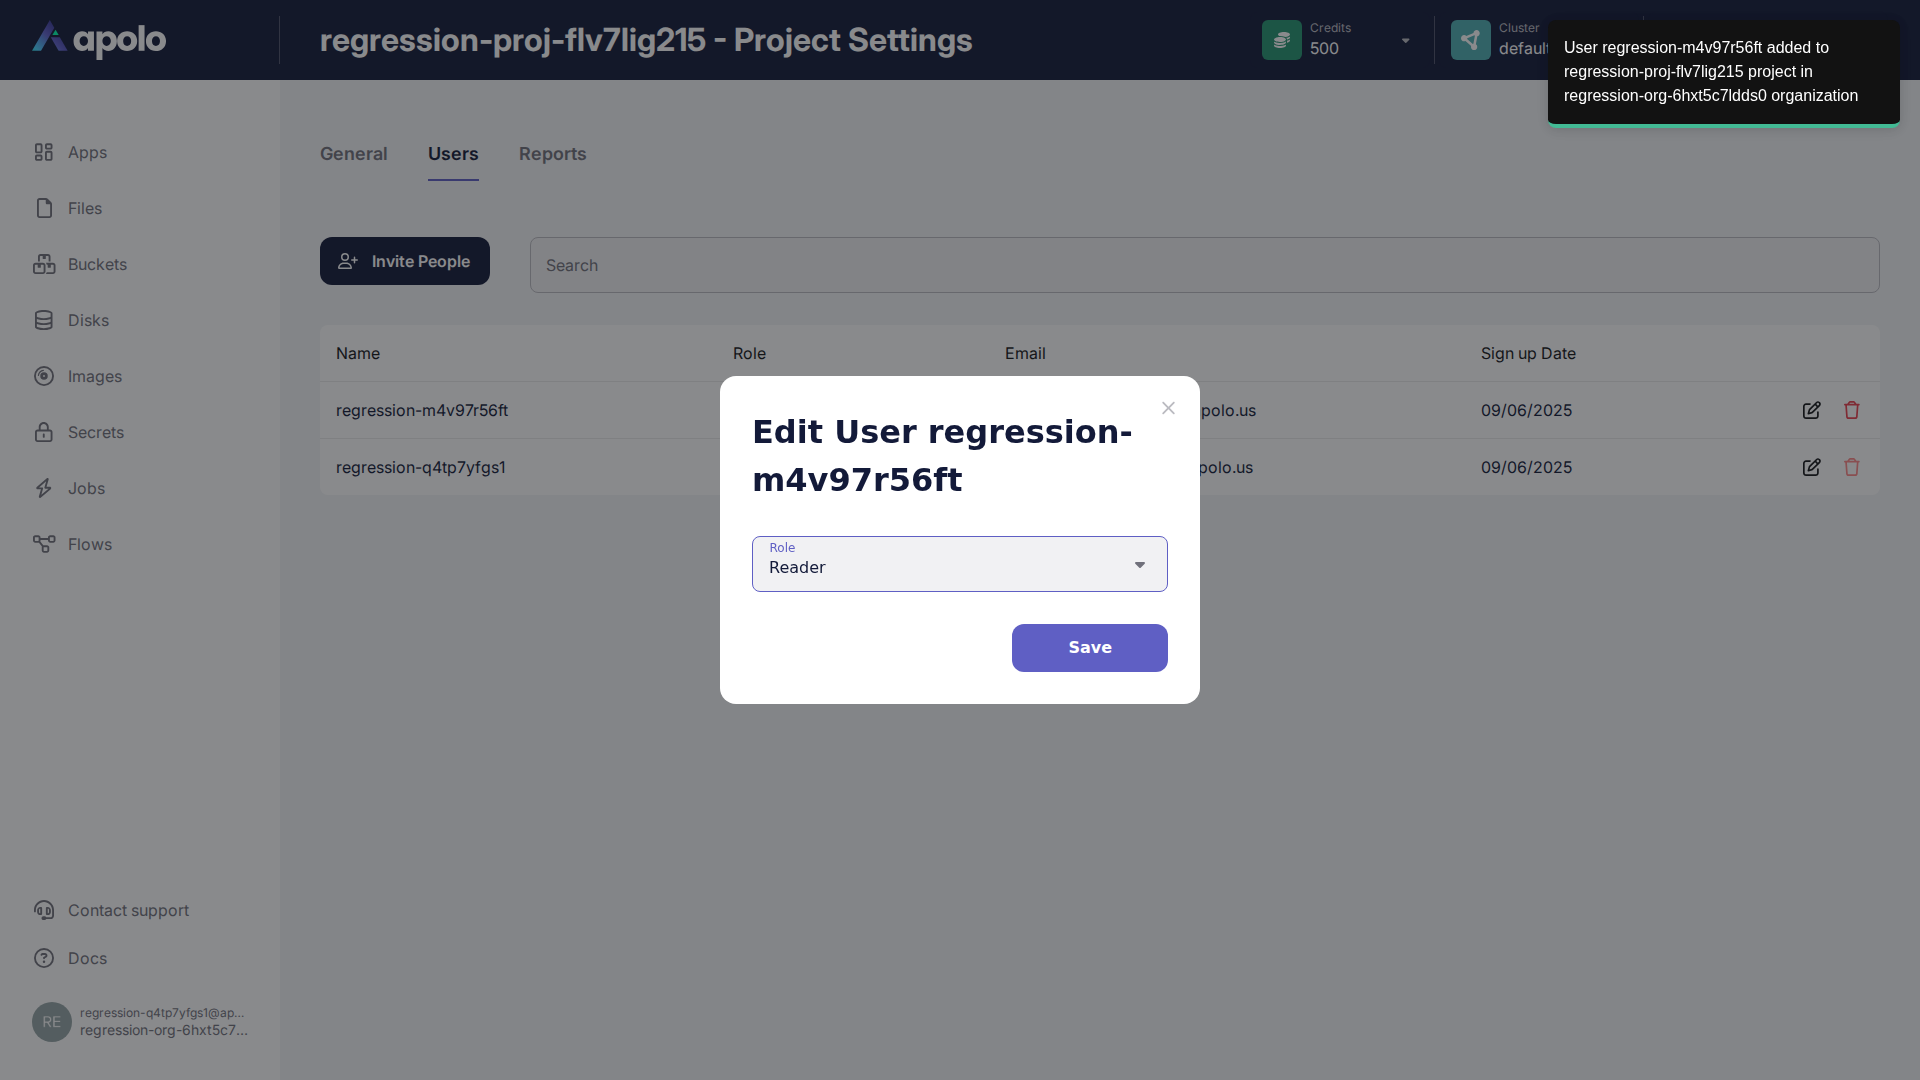 apolo
regression-proj-flv7lig215 - Project Settings
Credits
500
Cluster
default
User regression-m4v97r56ft added to
regression-proj-flv7lig215 project in
regression-org-6hxt5c7ldds0 organization
Apps
Files
Buckets
Disks
Images
Secrets
Jobs
Flows
Contact support
Docs
RE
regression-q4tp7yfgs1@ap...
regression-org-6hxt5c7...
General
Users
Reports
Invite People
Search
Name
Role
Email
Sign up Date
regression-m4v97r56ft
polo.us
09/06/2025
regression-q4tp7yfgs1
polo.us
09/06/2025
Edit User regression-
m4v97r56ft
Role
Reader
Save